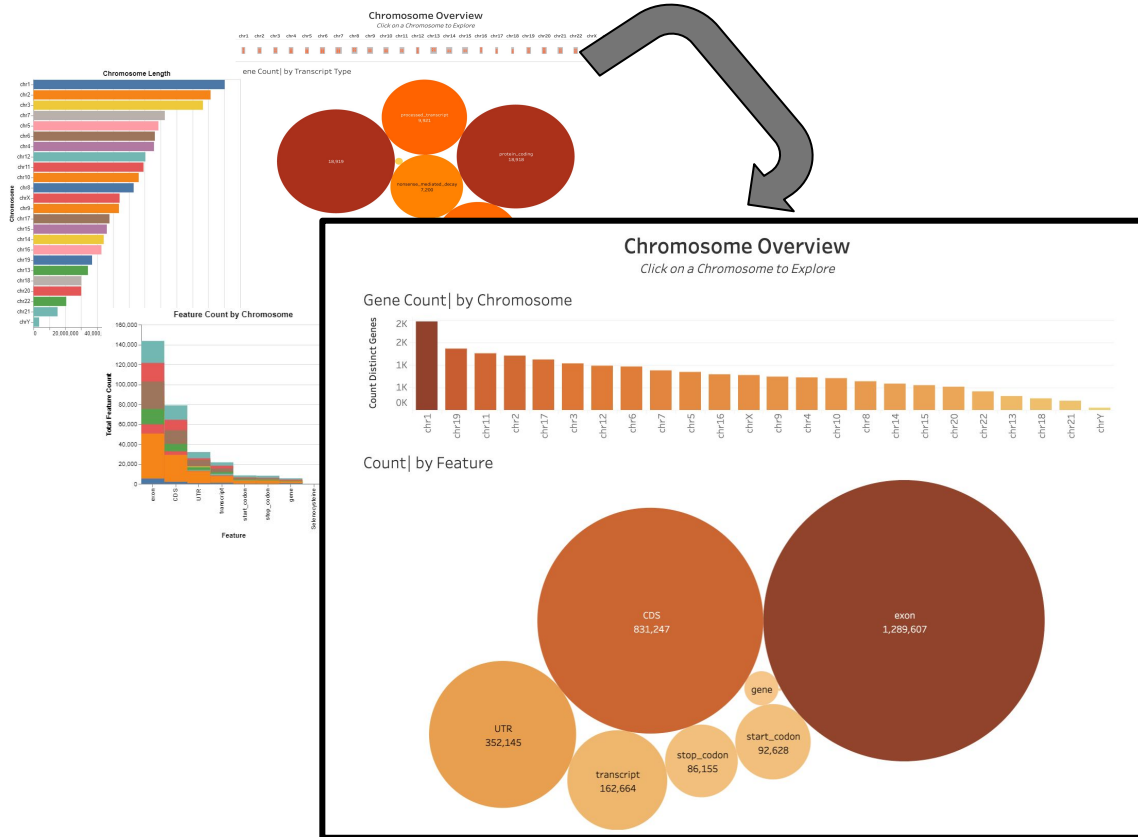 Chromosome Overview
Click on a Chromosome to Explore
chr1 chr2 chr3 chr4 chr5 chr6 chr7 chr8 chr9 chr10 chr11 chr12 chr13 chr14 chr15 chr16 chr17 chr18 chr19 chr20 chr21 chr22 chrX
ene Count| by Transcript Type
processed_transcript
18,919
protein_coding
18,918
nonsense_mediated_decay
7,200
Chromosome Length
Chromosome
chr1
chr2
chr3
chr7
chr5
chr6
chr4
chr12
chr11
chr10
chr8
chrX
chr9
chr17
chr15
chr14
chr16
chr19
chr13
chr18
chr20
chr22
chr21
chrY
0 20,000,000 40,000,
Feature Count by Chromosome
Total Feature Count
160,000
140,000
120,000
100,000
80,000
60,000
40,000
20,000
0
exon CDS UTR transcript start_codon stop_codon gene Selenocysteine
Feature
Chromosome Overview
Click on a Chromosome to Explore
Gene Count| by Chromosome
Count Distinct Genes
2K
2K
1K
1K
0K
chr1 chr19 chr11 chr2 chr17 chr3 chr12 chr6 chr7 chr5 chr16 chrX chr9 chr4 chr10 chr8 chr14 chr15 chr20 chr22 chr13 chr18 chr21 chrY
Count| by Feature
CDS
831,247
exon
1,289,607
gene
UTR
352,145
start_codon
92,628
stop_codon
86,155
transcript
162,664